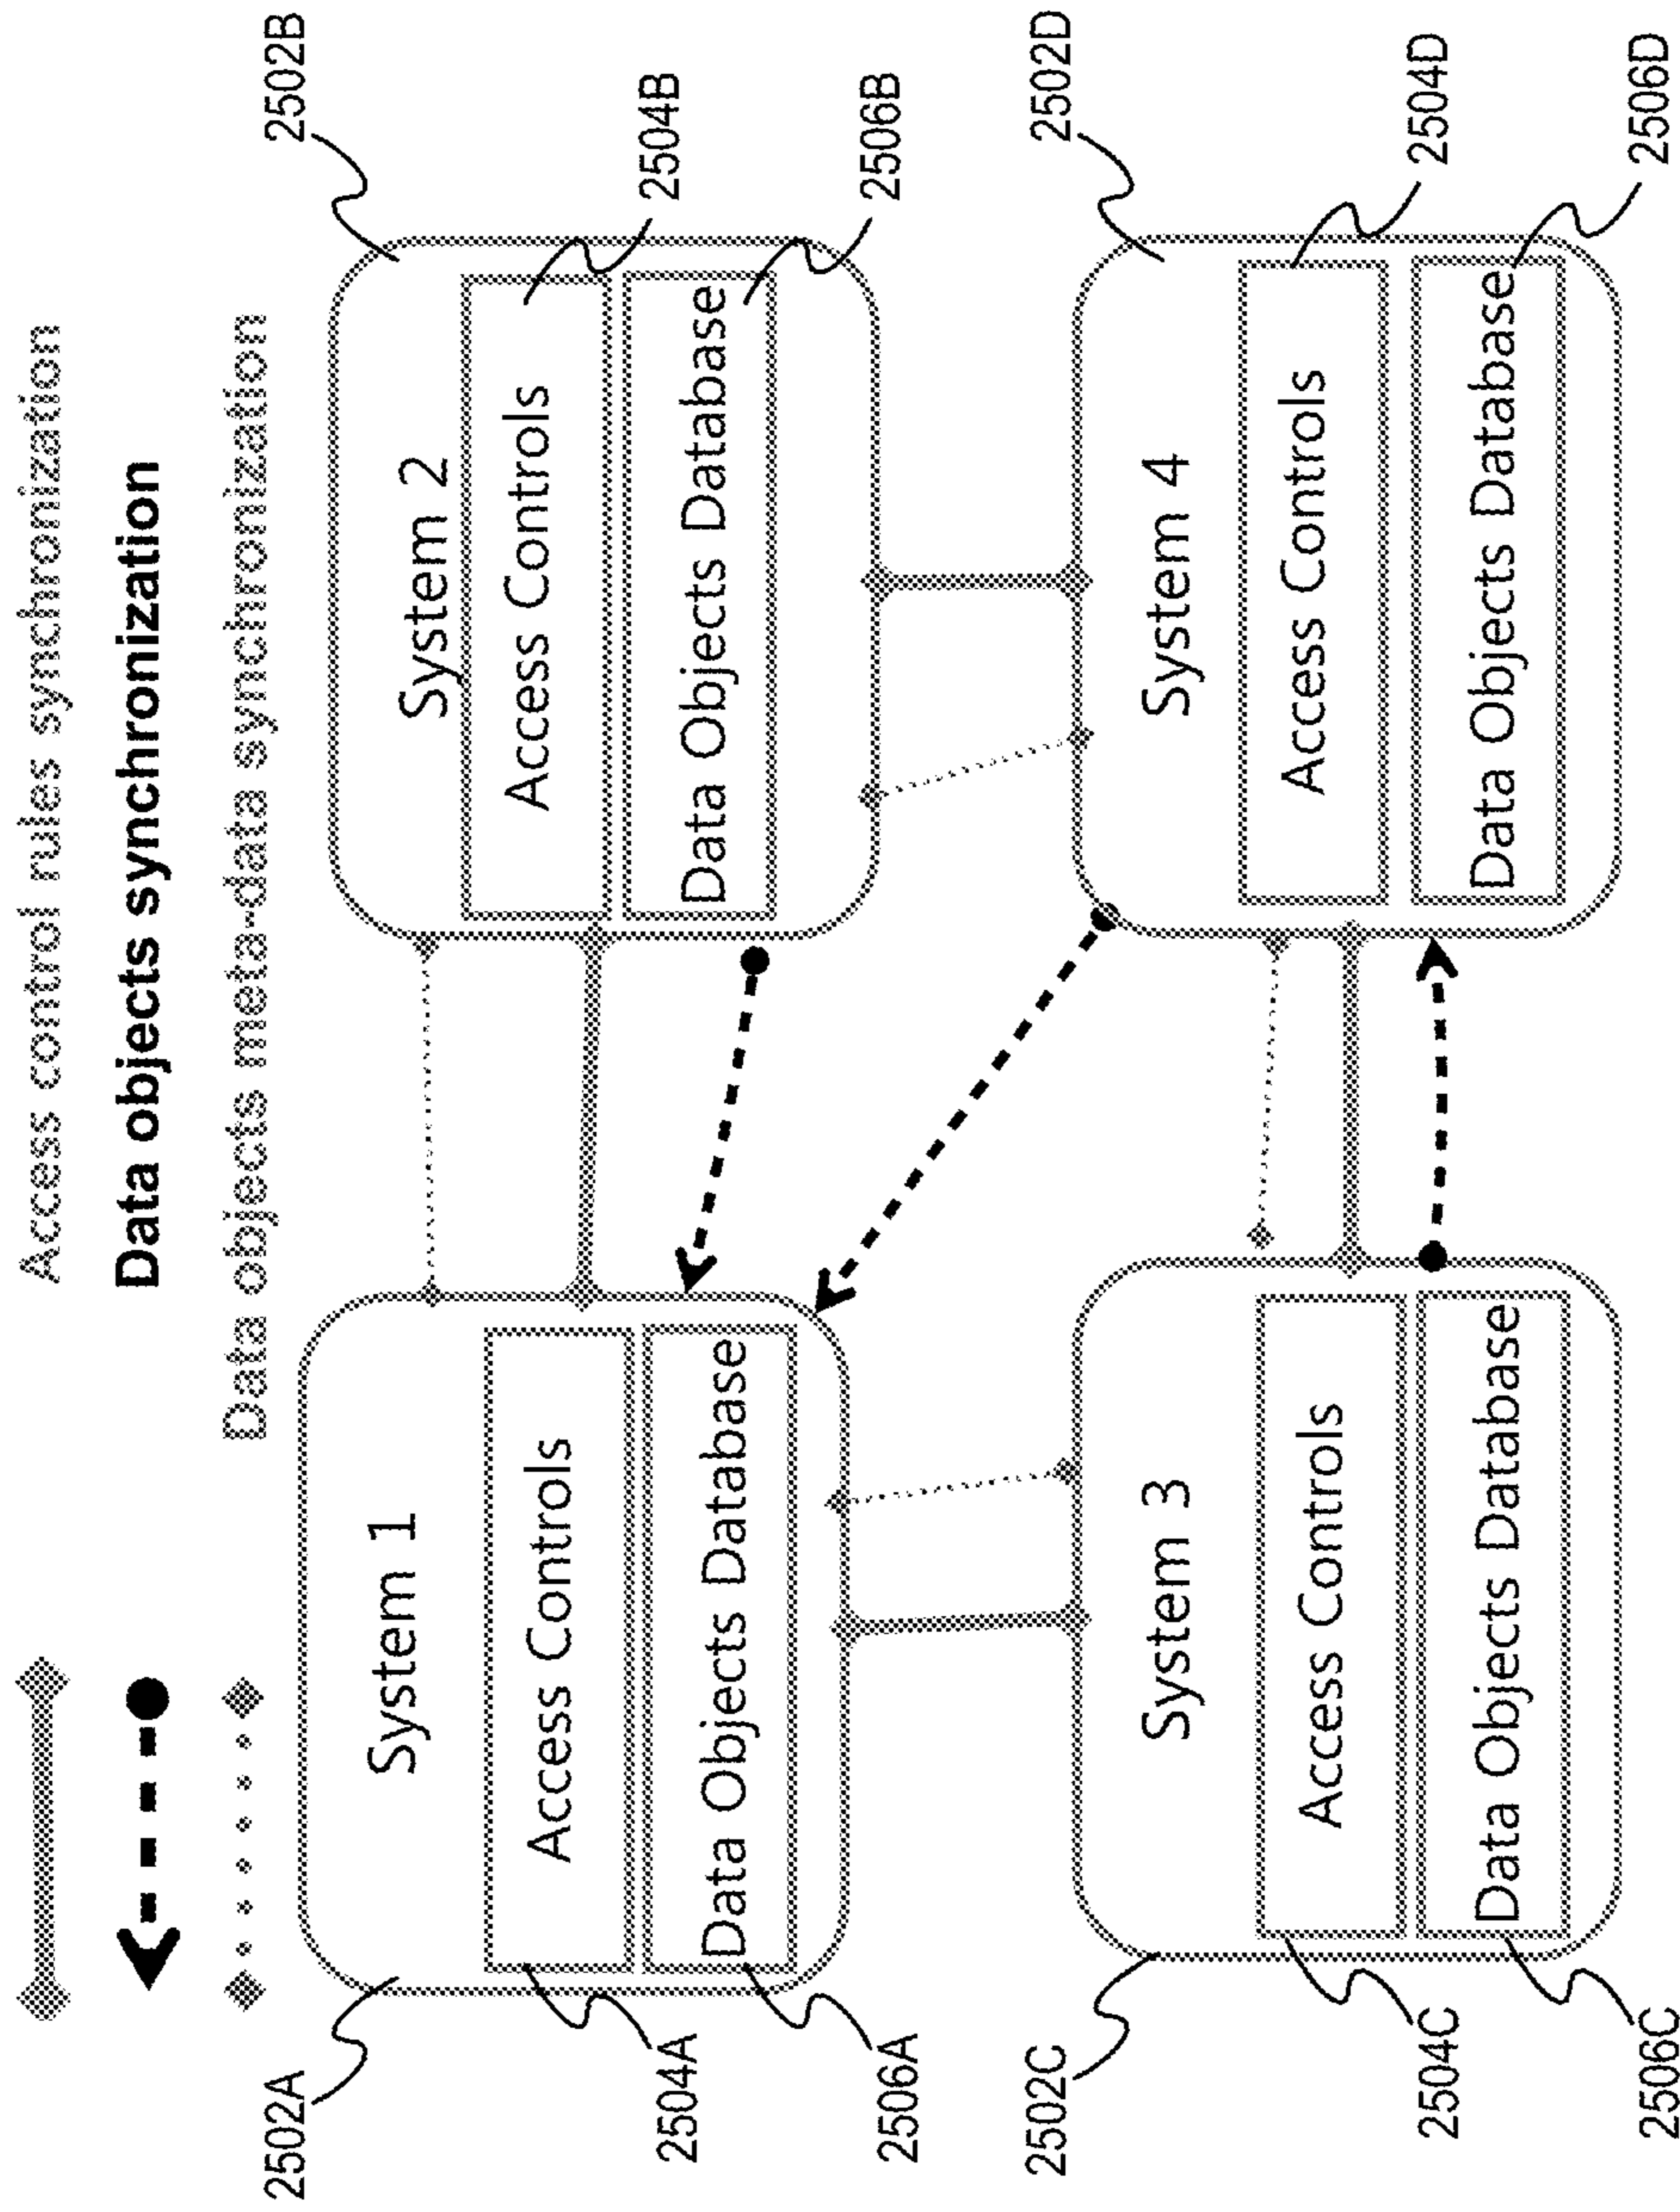 Access control rules synchronization
Data objects synchronization
Data objects meta-data synchronization
2502A
System 1
Access Controls
2504A
Data Objects Database
2506A
2502B
System 2
Access Controls
2504B
Data Objects Database
2506B
2502C
System 3
Access Controls
2504C
Data Objects Database
2506C
2502D
System 4
Access Controls
2504D
Data Objects Database
2506D